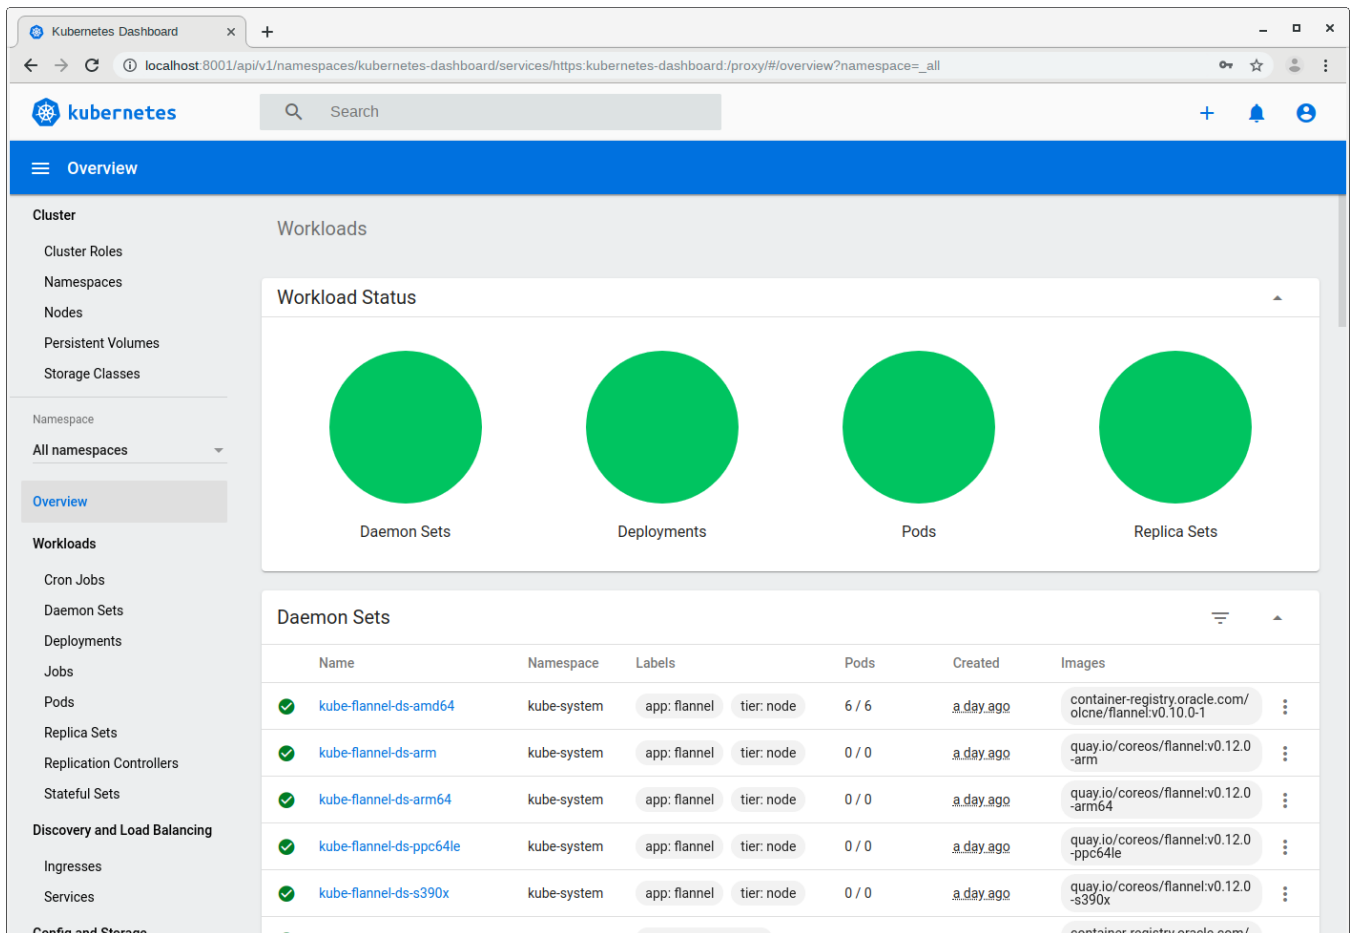 Kubernetes Dashboard
localhost:8001/api/v1/namespaces/kubernetes-dashboard/services/https:kubernetes-dashboard:/proxy/#/overview?namespace=_all
kubernetes
Search
Overview
Cluster
Cluster Roles
Namespaces
Nodes
Persistent Volumes
Storage Classes
Namespace
All namespaces
Overview
Workloads
Cron Jobs
Daemon Sets
Deployments
Jobs
Pods
Replica Sets
Replication Controllers
Stateful Sets
Discovery and Load Balancing
Ingresses
Services
Config and Storage
Workloads
Workload Status
Daemon Sets Deployments Pods Replica Sets
Daemon Sets
Name Namespace Labels Pods Created Images
kube-flannel-ds-amd64 kube-system app: flannel tier: node 6 / 6 a day ago container-registry.oracle.com/
olcne/flannel:v0.10.0-1
kube-flannel-ds-arm kube-system app: flannel tier: node 0 / 0 a day ago quay.io/coreos/flannel:v0.12.0
-arm
kube-flannel-ds-arm64 kube-system app: flannel tier: node 0 / 0 a day ago quay.io/coreos/flannel:v0.12.0
-arm64
kube-flannel-ds-ppc64le kube-system app: flannel tier: node 0 / 0 a day ago quay.io/coreos/flannel:v0.12.0
-ppc64le
kube-flannel-ds-s390x kube-system app: flannel tier: node 0 / 0 a day ago quay.io/coreos/flannel:v0.12.0
-s390x
container-registry.oracle.com/